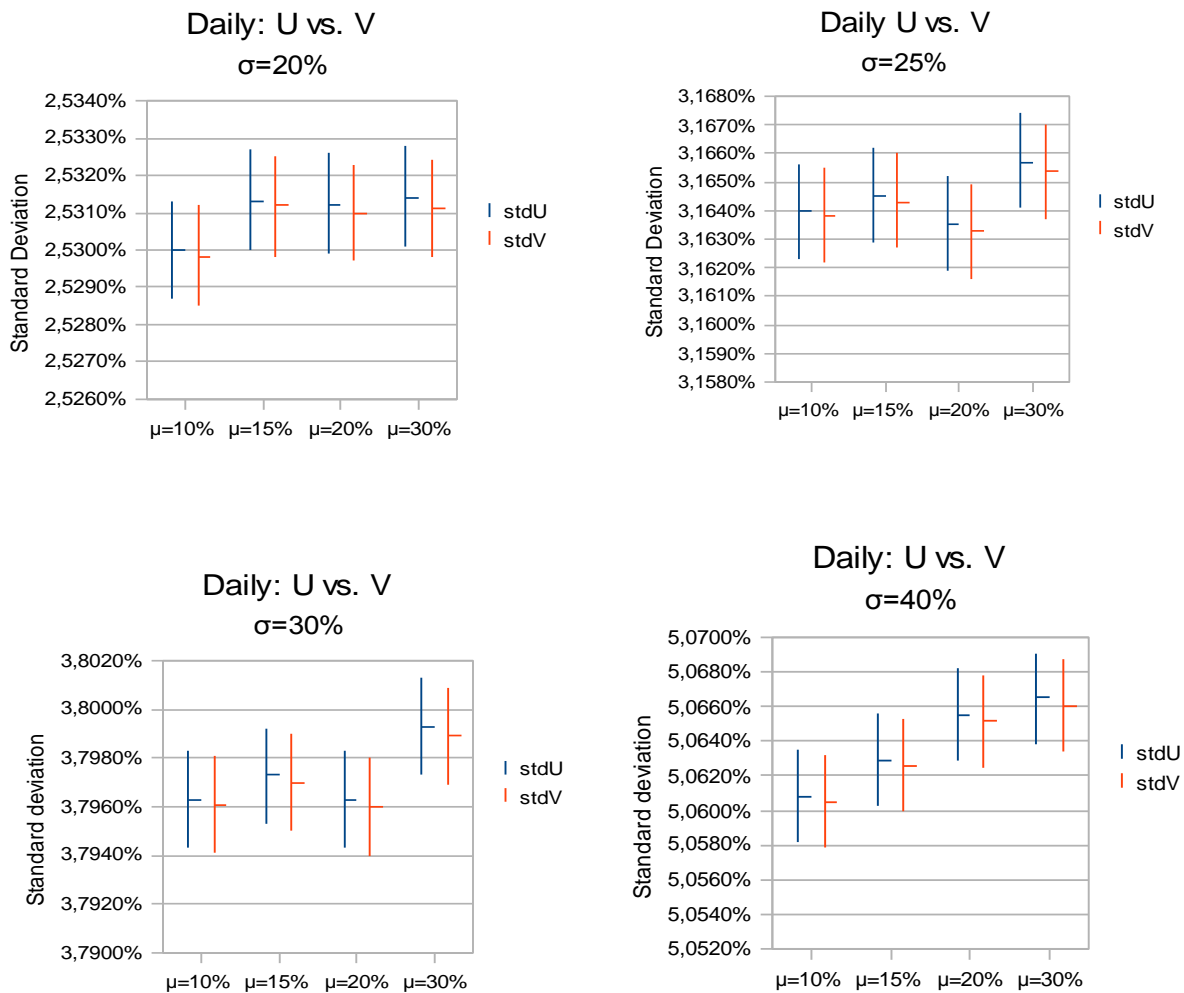 Daily: U vs. V
σ=20%
Standard Deviation
2,5340%
2,5330%
2,5320%
2,5310%
2,5300%
2,5290%
2,5280%
2,5270%
2,5260%
μ=10% μ=15% μ=20% μ=30%
stdU
stdV
Daily U vs. V
σ=25%
Standard Deviation
3,1680%
3,1670%
3,1660%
3,1650%
3,1640%
3,1630%
3,1620%
3,1610%
3,1600%
3,1590%
3,1580%
μ=10% μ=15% μ=20% μ=30%
stdU
stdV
Daily: U vs. V
σ=30%
Standard deviation
3,8020%
3,8000%
3,7980%
3,7960%
3,7940%
3,7920%
3,7900%
μ=10% μ=15% μ=20% μ=30%
stdU
stdV
Daily: U vs. V
σ=40%
Standard deviation
5,0700%
5,0680%
5,0660%
5,0640%
5,0620%
5,0600%
5,0580%
5,0560%
5,0540%
5,0520%
μ=10% μ=15% μ=20% μ=30%
stdU
stdV